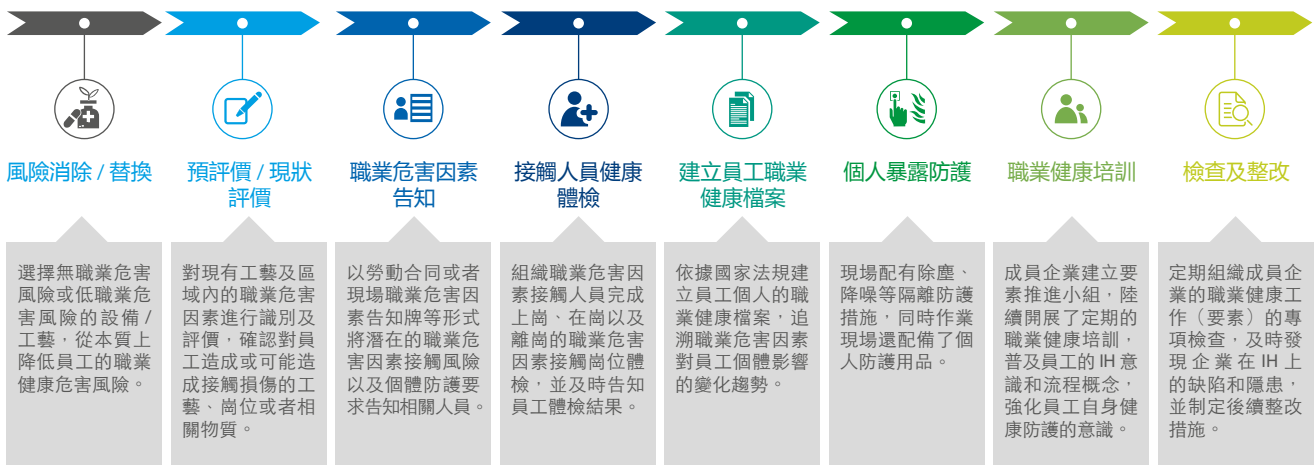 風險消除 / 替換
選擇無職業危害
風險或低職業危
害風險的設備 /
工藝，從本質上
降低員工的職業
健康危害風險。
預評價 / 現狀
評價
對現有工藝及區
域內的職業危害
因素進行識別及
評價，確認對員
工造成或可能造
成接觸損傷的工
藝、崗位或者相
關物質。
職業危害因素
告知
以勞動合同或者
現場職業危害因
素告知牌等形式
將潛在的職業危
害因素接觸風險
以及個體防護要
求告知相關人員。
接觸人員健康
體檢
組織職業危害因
素接觸人員完成
上崗、在崗以及
離崗的職業危害
因素接觸崗位體
檢，並及時告知
員工體檢結果。
建立員工職業
健康檔案
依據國家法規建
立員工個人的職
業健康檔案，追
溯職業危害因素
對員工個體影響
的變化趨勢。
個人暴露防護
現場配有除塵、
降噪等隔離防護
措施，同時作業
現場還配備了個
人防護用品。
職業健康培訓
成員企業建立要
素推進小組，陸
續開展了定期的
職業健康培訓，
普及員工的 IH 意
識和流程概念，
強化員工自身健
康防護的意識。
檢查及整改
定期組織成員企
業的職業健康工
作（要素）的專
項檢查，及時發
現企業在 IH 上
的缺陷和隱患，
並制定後續整改
措施。